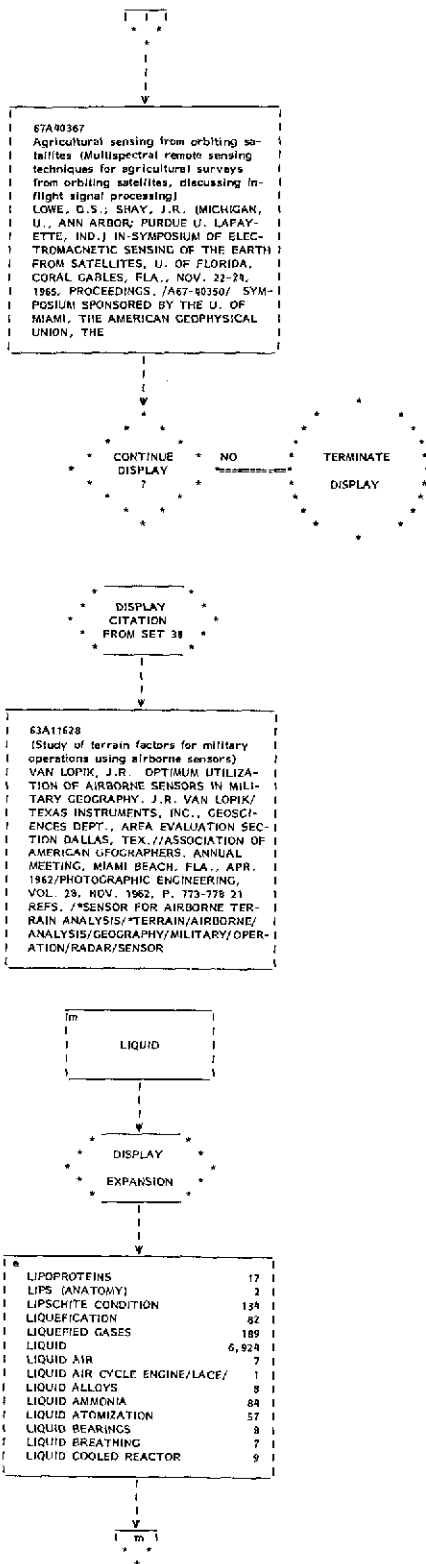 67A40367
Agricultural sensing from orbiting sa-
tellites (Multispectral remote sensing
techniques for agricultural surveys
from orbiting satellites, discussing in-
flight signal processing)
LOWE, D.S.; SHAY, J.R. (MICHIGAN,
U., ANN ARBOR; PURDUE U. LAFAY-
ETTE, IND.) IN-SYMPOSIUM OF ELEC-
TROMAGNETIC SENSING OF THE EARTH
FROM SATELLITES, U. OF FLORIDA,
CORAL GABLES, FLA., NOV. 22-24,
1965, PROCEEDINGS, /A67-40350/ SYM-
POSIUM SPONSORED BY THE U. OF
MIAMI, THE AMERICAN GEOPHYSICAL
UNION, THE
CONTINUE
DISPLAY
?
NO
TERMINATE
DISPLAY
DISPLAY
CITATION
FROM SET 38
63A11628
(Study of terrain factors for military
operations using airborne sensors)
VAN LOPIK, J.R. OPTIMUM UTILIZA-
TION OF AIRBORNE SENSORS IN MILI-
TARY GEOGRAPHY. J.R. VAN LOPIK/
TEXAS INSTRUMENTS, INC., GEOSCI-
ENCES DEPT., AREA EVALUATION SEC-
TION DALLAS, TEX.//ASSOCIATION OF
AMERICAN GEOGRAPHERS, ANNUAL
MEETING, MIAMI BEACH, FLA., APR.
1962/PHOTOGRAPHIC ENGINEERING,
VOL. 28, NOV. 1962, P. 773-778 21
REFS. /*SENSOR FOR AIRBORNE TER-
RAIN ANALYSIS/*TERRAIN/AIRBORNE/
ANALYSIS/GEOGRAPHY/MILITARY/OPER-
ATION/RADAR/SENSOR
m
LIQUID
DISPLAY
EXPANSION
e
LIPOPROTEINS 17
LIPS (ANATOMY) 2
LIPSCHITE CONDITION 134
LIQUEFICATION 82
LIQUEFIED GASES 189
LIQUID 6,924
LIQUID AIR 7
LIQUID AIR CYCLE ENGINE/LACE/ 1
LIQUID ALLOYS 8
LIQUID AMMONIA 84
LIQUID ATOMIZATION 57
LIQUID BEARINGS 8
LIQUID BREATHING 7
LIQUID COOLED REACTOR 9
m